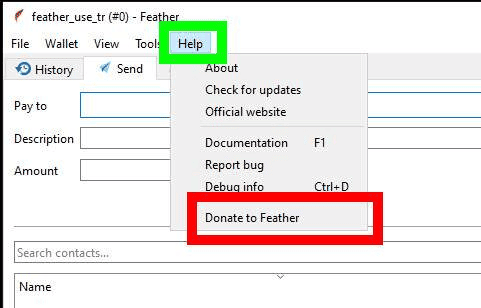 feather_use_tr (#0) - Feather
File Wallet View Tools Help
History Send
About
Check for updates
Official website
Documentation F1
Report bug
Debug info Ctrl+D
Donate to Feather
Pay to
Description
Amount
Search contacts...
Name